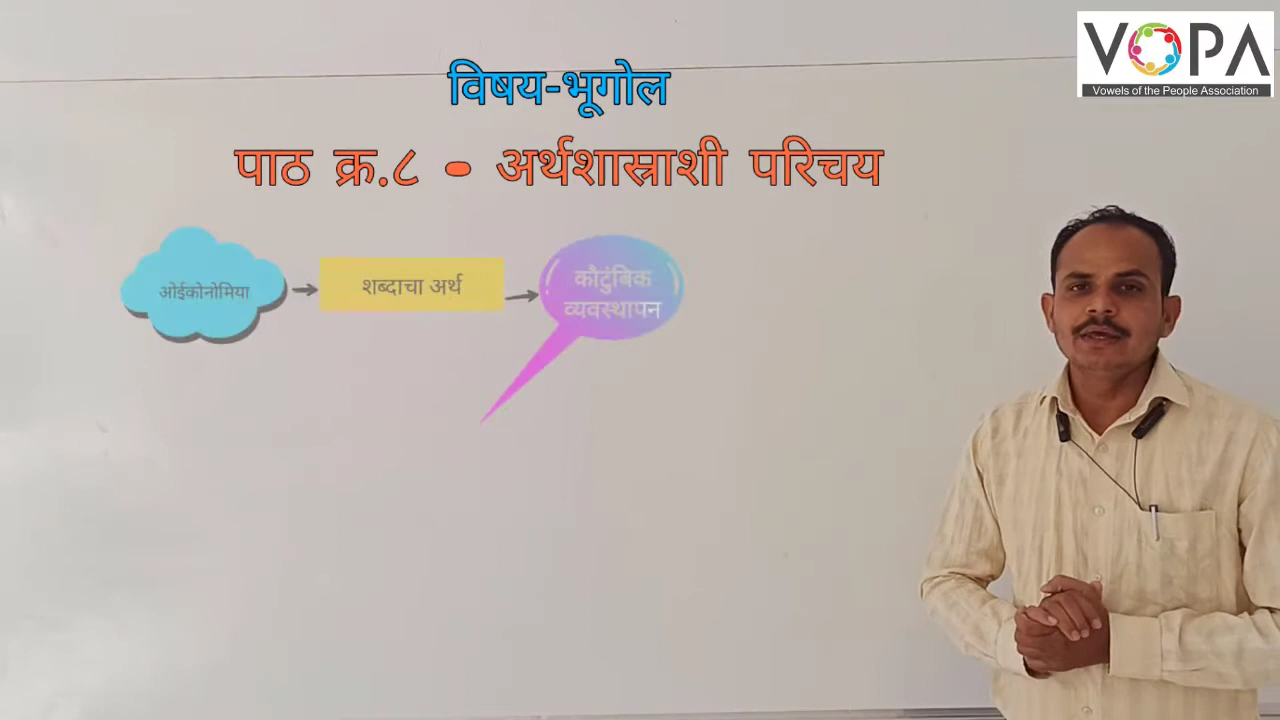 VOPA
Vowels of the People Association
विषय-भूगोल
पाठ क्र.८ - अर्थशास्राशी परिचय
ओईकोनोमिया
शब्दाचा अर्थ
कौटुंबिक
व्यवस्थापन